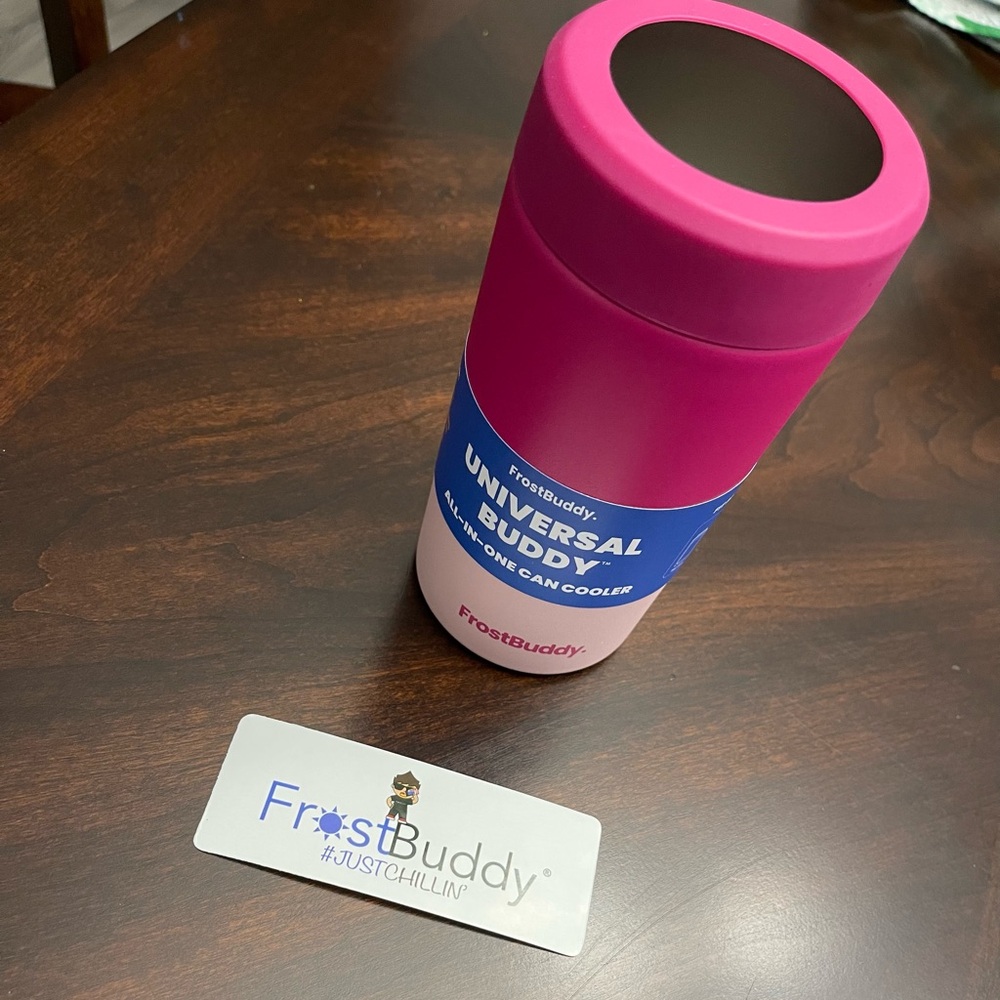 FrostBuddy.
UNIVERSAL
BUDDY™
ALL-IN-ONE CAN COOLER
FrostBuddy.
FrostBuddy®
#JUSTCHILLIN'